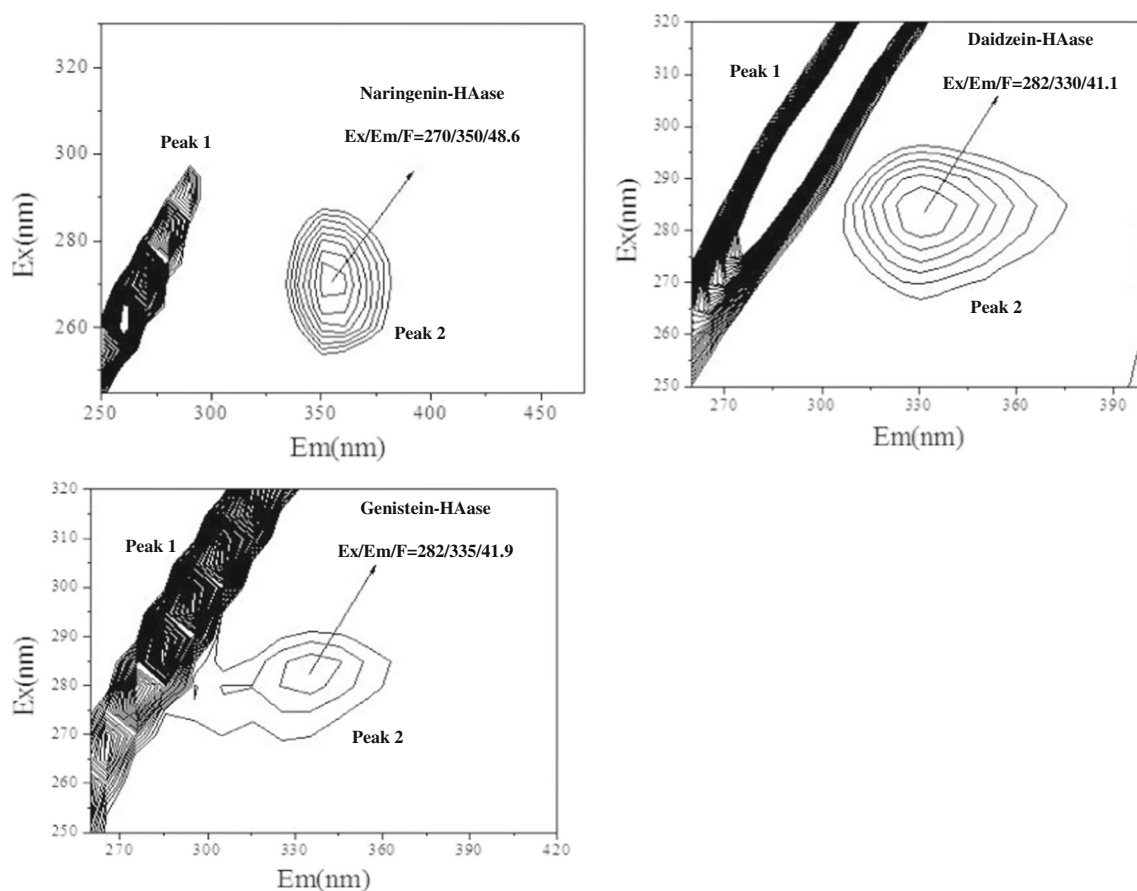 320
300
280
260
Ex(nm)
250
300
350
400
450
Em(nm)
Peak 1
Naringenin-HAase
Ex/Em/F=270/350/48.6
Peak 2
320
310
300
290
280
270
260
250
Ex(nm)
270
300
330
360
390
Em(nm)
Peak 1
Daidzein-HAase
Ex/Em/F=282/330/41.1
Peak 2
320
310
300
290
280
270
260
250
Ex(nm)
270
300
330
360
390
420
Em(nm)
Peak 1
Genistein-HAase
Ex/Em/F=282/335/41.9
Peak 2